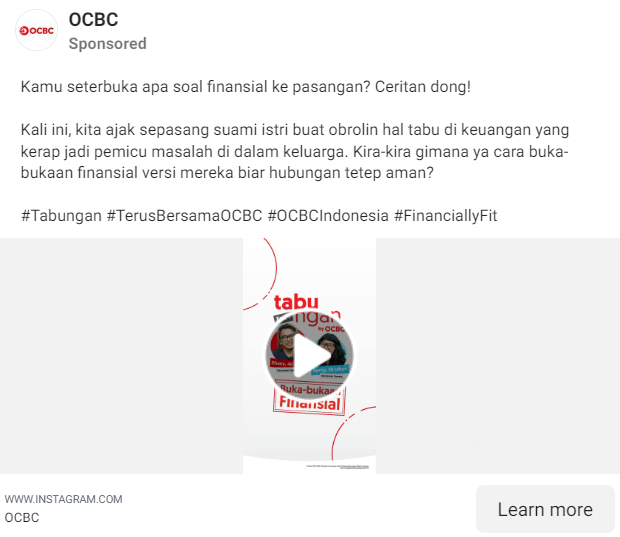 OCBC
OCBC
Sponsored
Kamu seterbuka apa soal finansial ke pasangan? Ceritan dong!
Kali ini, kita ajak sepasang suami istri buat obrolin hal tabu di keuangan yang
kerap jadi pemicu masalah di dalam keluarga. Kira-kira gimana ya cara buka-
bukaan finansial versi mereka biar hubungan tetep aman?
#Tabungan #TerusBersamaOCBC #OCBCIndonesia #FinanciallyFit
tabu
ngan
by OCBC
Buka-bukaan
Finansial
WWW.INSTAGRAM.COM
OCBC
Learn more